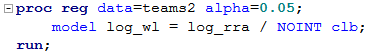 proc reg data=teams2 alpha=0.05;
model log_wl = log_rra / NOINT clb;
run;